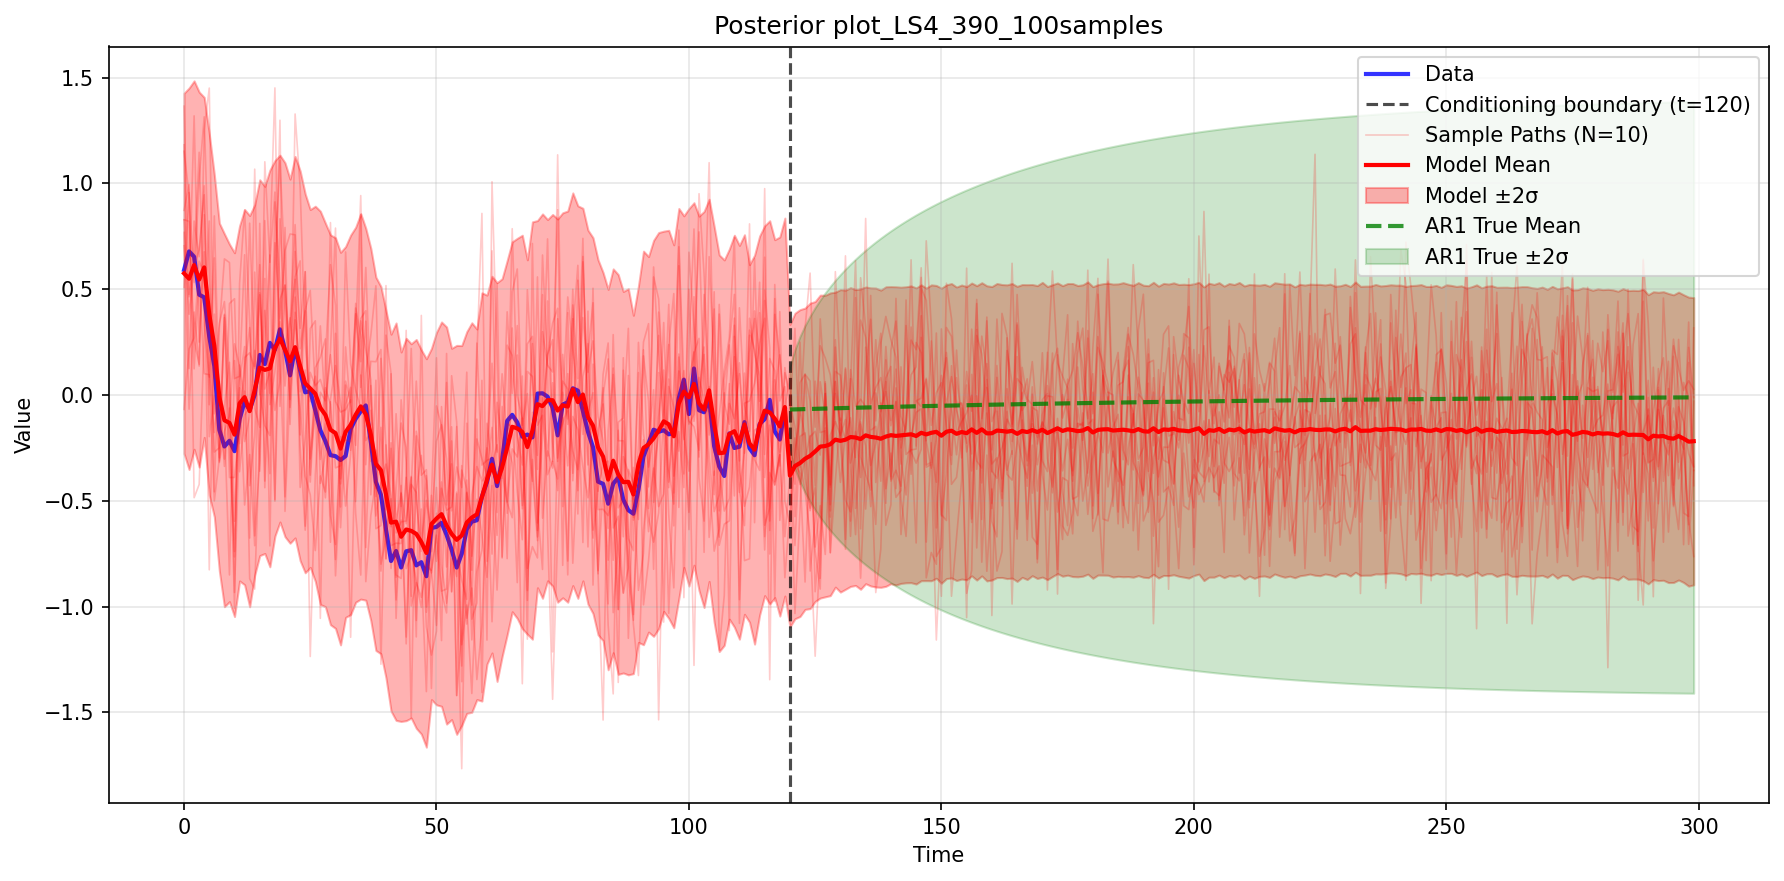 Posterior plot_LS4_390_100samples
1.5
1.0
0.5
0.0
−0.5
−1.0
−1.5
Value
0
50
100
150
200
250
300
Time
Data
Conditioning boundary (t=120)
Sample Paths (N=10)
Model Mean
Model ±2σ
AR1 True Mean
AR1 True ±2σ